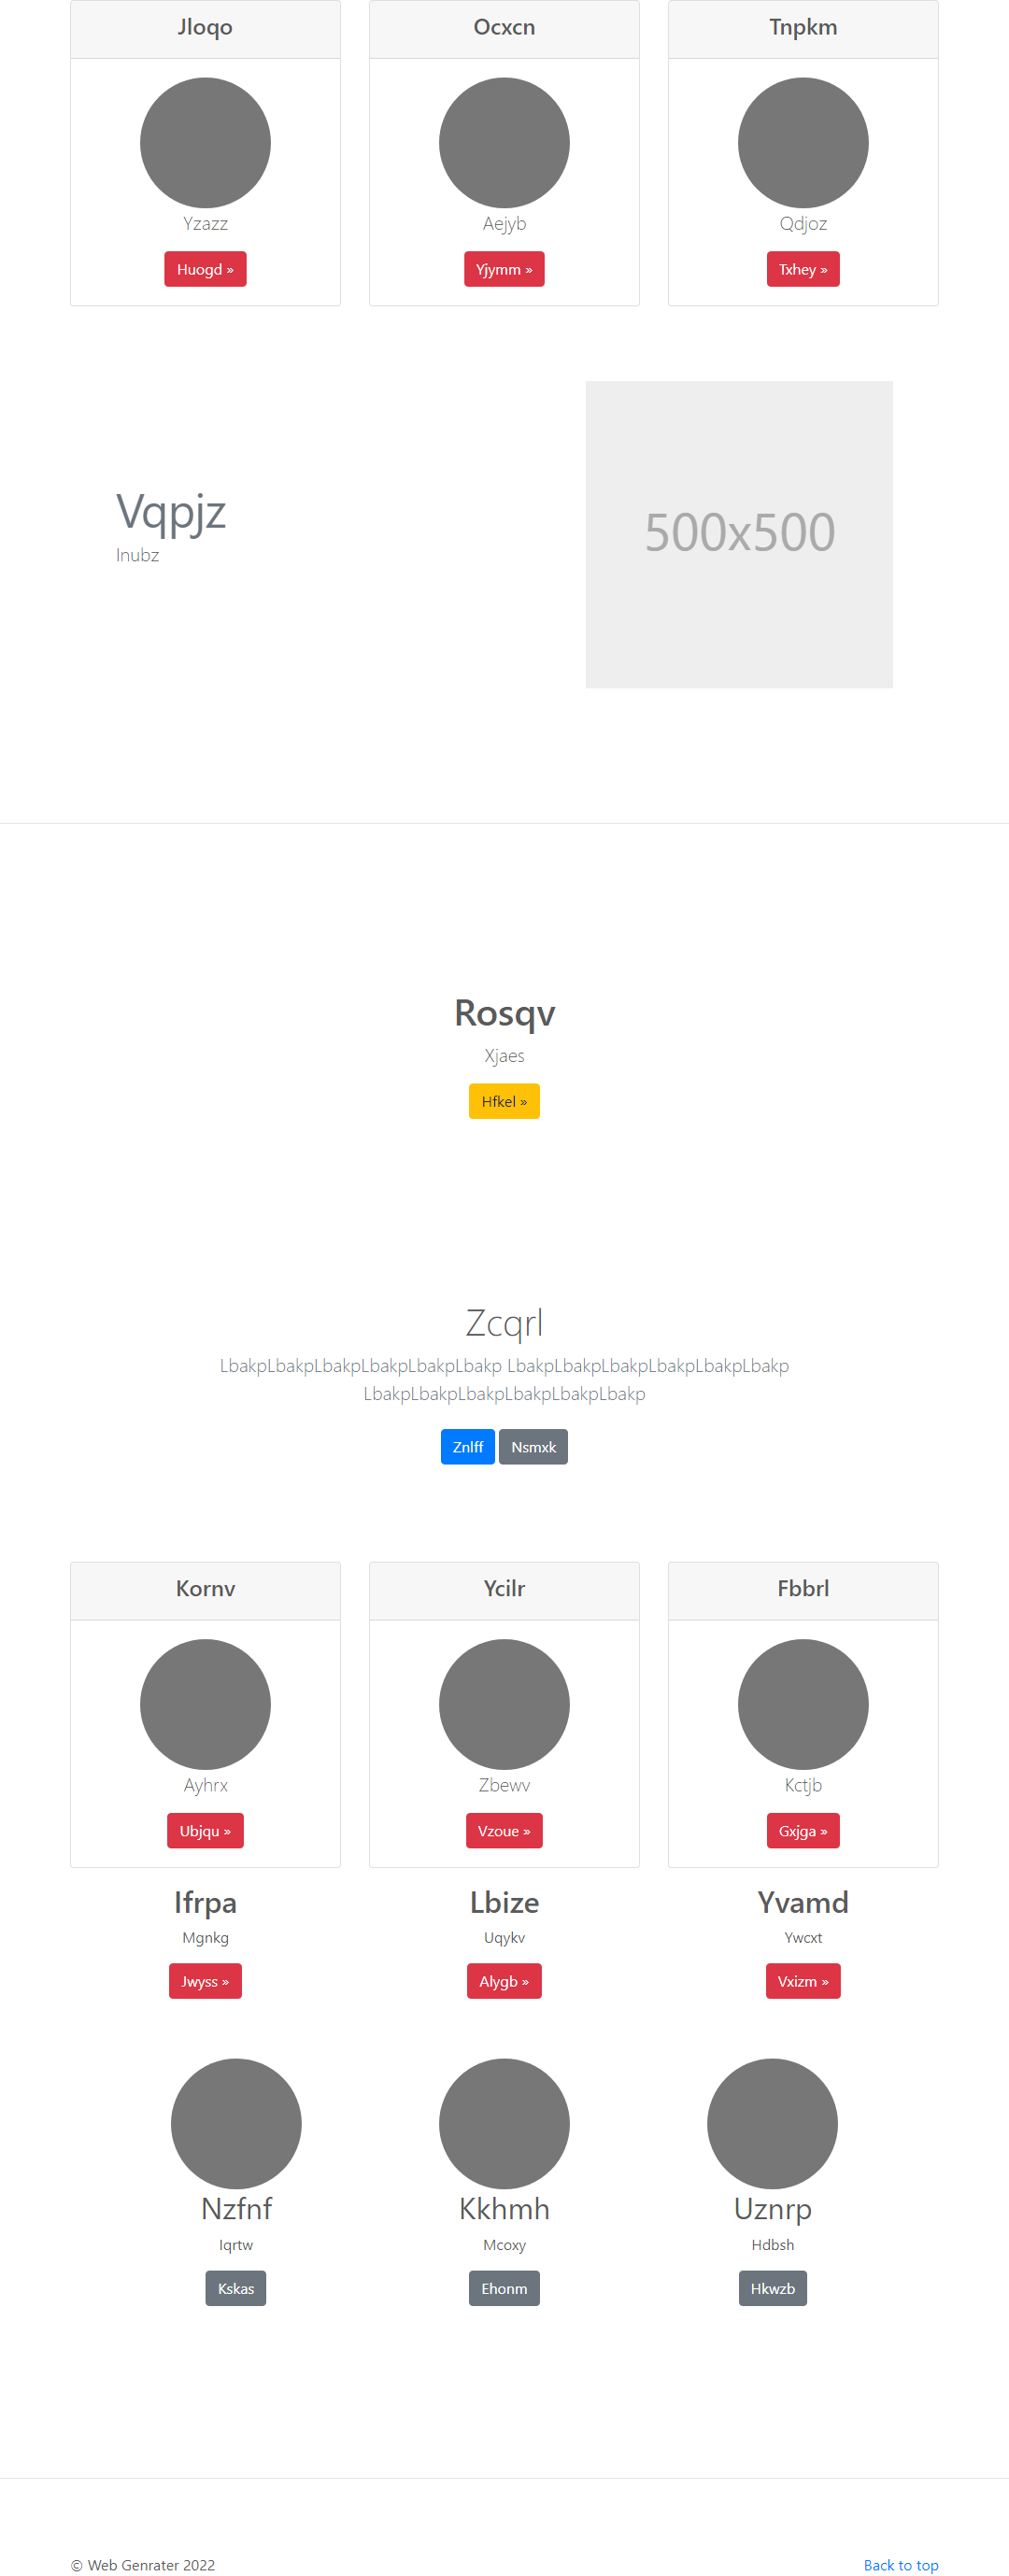 Jloqo
Ocxcn
Tnpkm
Yzazz
Aejyb
Qdjoz
Huogd »
Yjymm »
Txhey »
Vqpjz
500x500
Rosqv
Xjaes
Hfkel »
Zcqrl
LbakpLbakpLbakpLbakpLbakpLbakp LbakpLbakpLbakpLbakpLbakpLbakp
LbakpLbakpLbakpLbakpLbakpLbakp
Znlff
Nsmxk
Kornv
Ycilr
Fbbrl
Ayhrx
Zbewv
Kctjb
Ubjqu »
Vzoue »
Gxjga »
Ifrpa
Lbize
Yvamd
Mgnkg
Uqykv
Ywcxt
Jwyss »
Alygb »
Vxizm »
Nzfnf
Kkhmh
Uznrp
Iqrtw
Mcoxy
Hdbsh
Kskas
Ehonm
Hkwzb
© Web Genrater 2022
Back to top